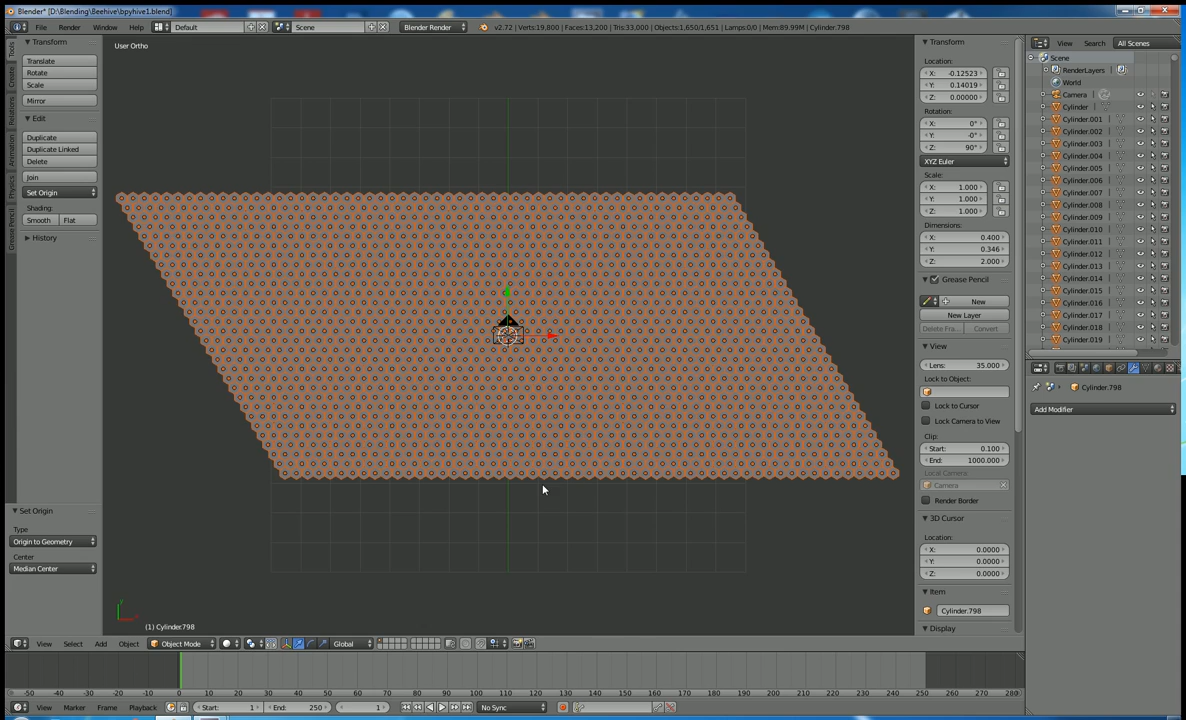 Blender* [D:\Blending\Beehive\bpyhive1.blend]
File Render Window Help Default Scene Blender Render v2.72 | Verts:19,800 | Faces:13,200 | Tris:33,000 | Objects:1,650/1,651 | Lamps:0/0 | Mem:89.99M | Cylinder.798
Tools
Create
Relations
Animation
Physics
Grease Pencil
Transform
Translate
Rotate
Scale
Mirror
Edit
Duplicate
Duplicate Linked
Delete
Join
Set Origin
Shading:
Smooth Flat
History
Set Origin
Type
Origin to Geometry
Center
Median Center
User Ortho
(1) Cylinder.798
Transform
Location:
X: -0.12523
Y: 0.14019
Z: 0.00000
Rotation:
X: 0°
Y: -0°
Z: 90°
XYZ Euler
Scale:
X: 1.000
Y: 1.000
Z: 1.000
Dimensions:
X: 0.400
Y: 0.346
Z: 2.000
Grease Pencil
New
New Layer
Delete Fra... Convert
View
Lens: 35.000
Lock to Object:
Lock to Cursor
Lock Camera to View
Clip:
Start: 0.100
End: 1000.000
Local Camera
Camera
Render Border
3D Cursor
Location:
X: 0.0000
Y: 0.0000
Z: 0.0000
Item
Cylinder.798
Display
View Search All Scenes
Scene
RenderLayers
World
Camera
Cylinder
Cylinder.001
Cylinder.002
Cylinder.003
Cylinder.004
Cylinder.005
Cylinder.006
Cylinder.007
Cylinder.008
Cylinder.009
Cylinder.010
Cylinder.011
Cylinder.012
Cylinder.013
Cylinder.014
Cylinder.015
Cylinder.016
Cylinder.017
Cylinder.018
Cylinder.019
Cylinder.798
Add Modifier
View Select Add Object Object Mode Global
-50 -40 -30 -20 -10 0 10 20 30 40 50 60 70 80 90 100 110 120 130 140 150 160 170 180 190 200 210 220 230 240 250 260 270 280
View Marker Frame Playback Start: 1 End: 250 1 No Sync